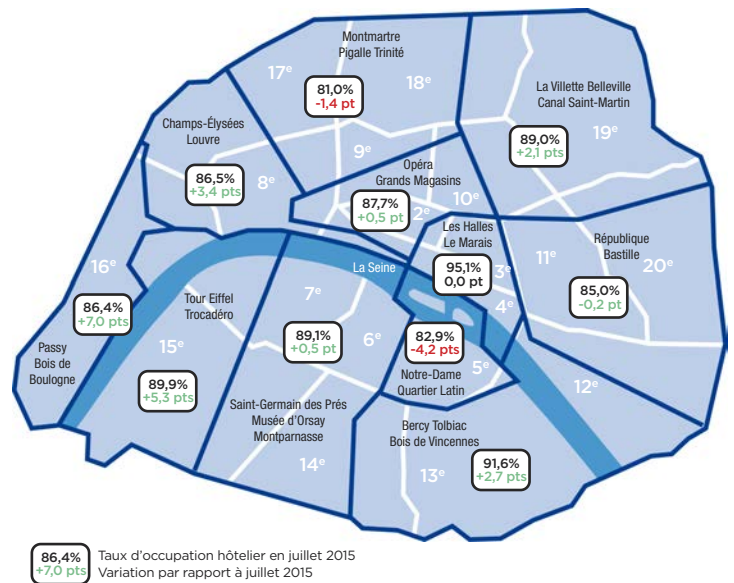 Montmartre
Pigalle Trinité
17e
18e
81,0%
-1,4 pt
9e
La Villette Belleville
Canal Saint-Martin
89,0%
+2,1 pts
19e
Champs-Élysées
Louvre
86,5%
+3,4 pts
8e
Opéra
Grands Magasins
87,7%
+0,5 pt
2e
10e
Les Halles
Le Marais
95,1%
0,0 pt
3e
4e
République
Bastille
11e
20e
85,0%
-0,2 pt
16e
86,4%
+7,0 pts
Passy
Bois de
Boulogne
Tour Eiffel
Trocadéro
15e
89,9%
+5,3 pts
La Seine
7e
89,1%
+0,5 pt
6e
Saint-Germain des Prés
Musée d'Orsay
Montparnasse
14e
82,9%
-4,2 pts
Notre-Dame
Quartier Latin
5e
12e
Bercy Tolbiac
Bois de Vincennes
13e
91,6%
+2,7 pts
86,4%
+7,0 pts
Taux d'occupation hôtelier en juillet 2015
Variation par rapport à juillet 2015